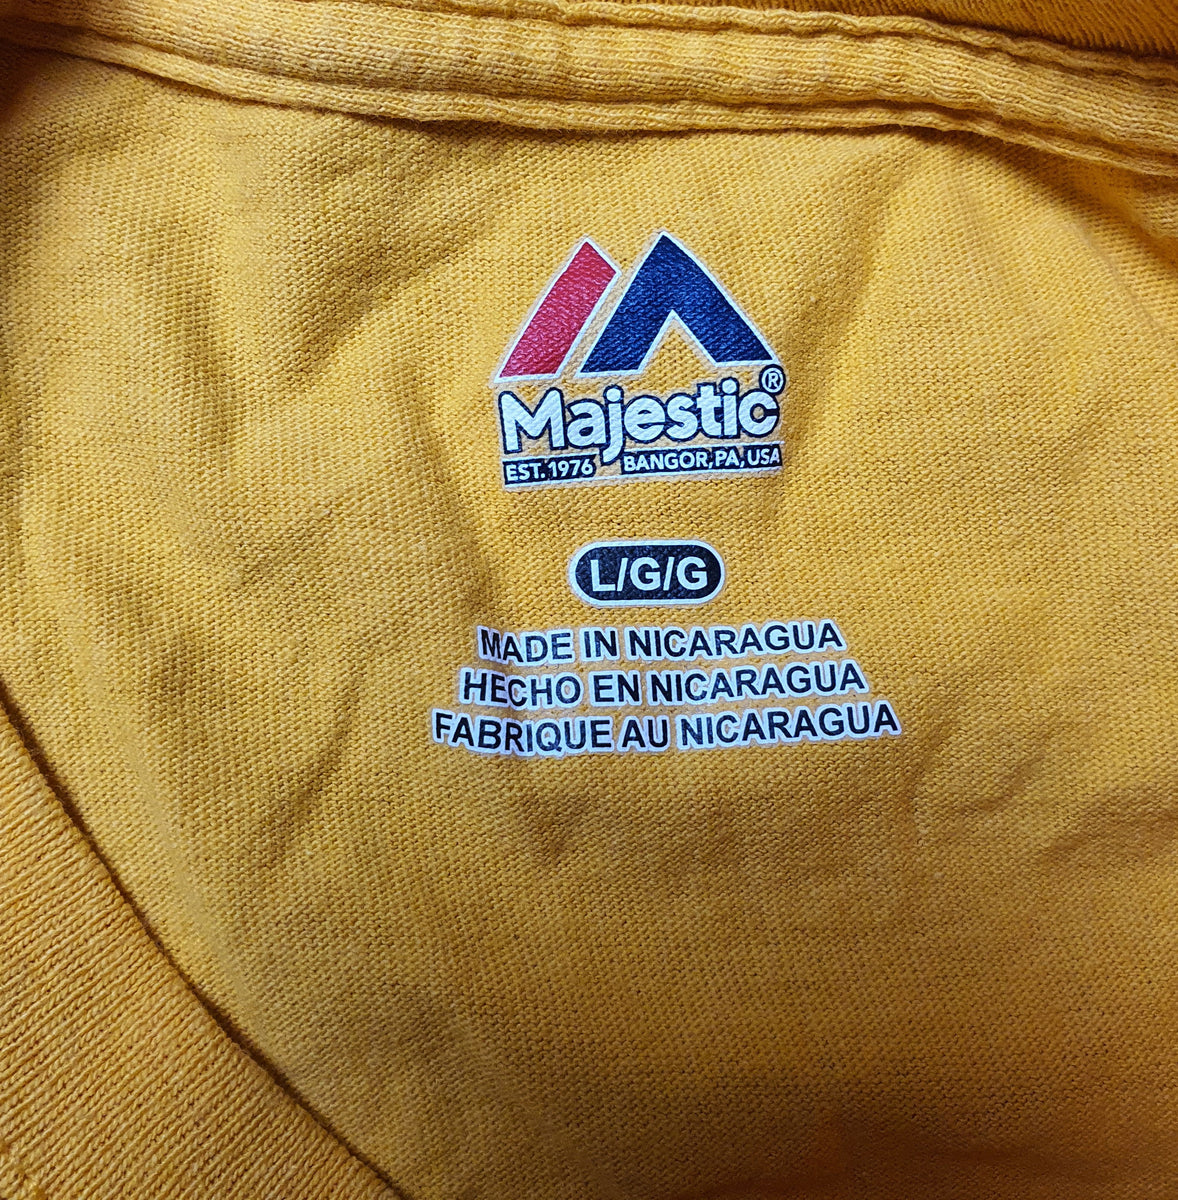 Majestic®
EST. 1976 BANGOR, PA, USA
L/G/G
MADE IN NICARAGUA
HECHO EN NICARAGUA
FABRIQUE AU NICARAGUA